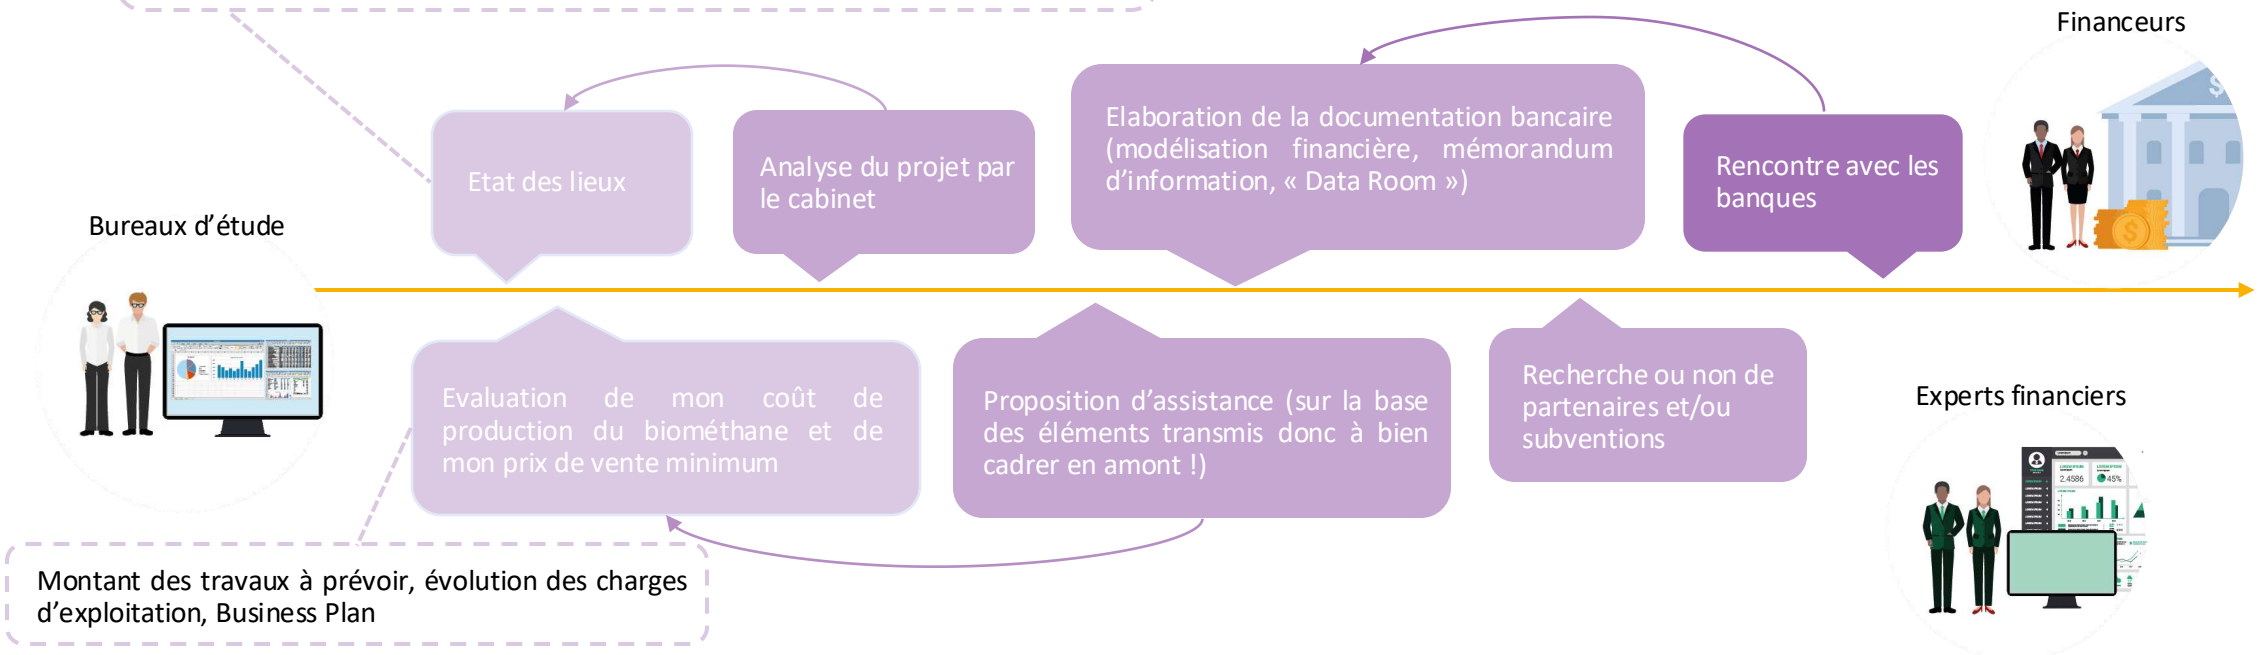 Financeurs
Etat des lieux
Analyse du projet par
le cabinet
Elaboration de la documentation bancaire
(modélisation financière, mémorandum
d’information, « Data Room »)
Rencontre avec les
banques
Bureaux d’étude
Evaluation de mon coût de
production du biométhane et de
mon prix de vente minimum
Proposition d’assistance (sur la base
des éléments transmis donc à bien
cadrer en amont !)
Recherche ou non de
partenaires et/ou
subventions
Experts financiers
2.4586
45%
Montant des travaux à prévoir, évolution des charges
d’exploitation, Business Plan